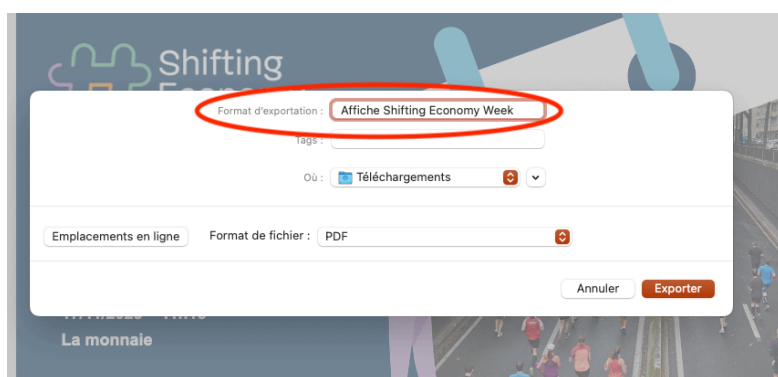 Shifting
Format d'exportation : Affiche Shifting Economy Week
Tags :
Où : Téléchargements
Emplacements en ligne Format de fichier : PDF
Annuler Exporter
La monnaie